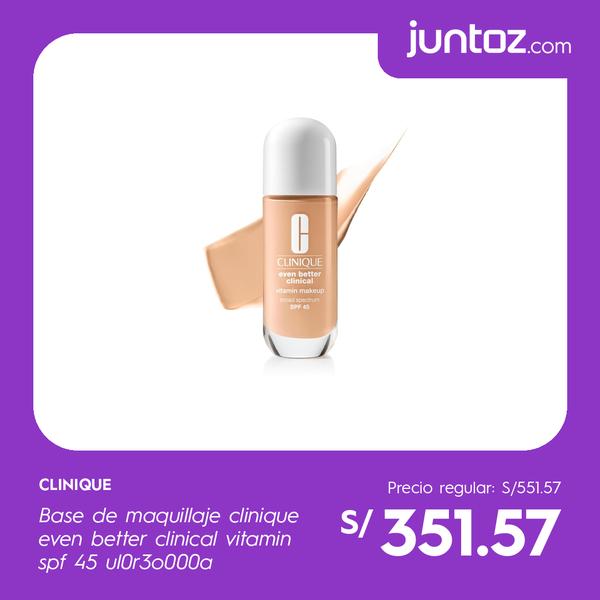 juntoz.com
C
CLINIQUE
even better
clinical
vitamin makeup
broad spectrum
SPF 45
CLINIQUE
Base de maquillaje clinique
even better clinical vitamin
spf 45 ul0r3o000a
Precio regular: S/551.57
S/ 351.57